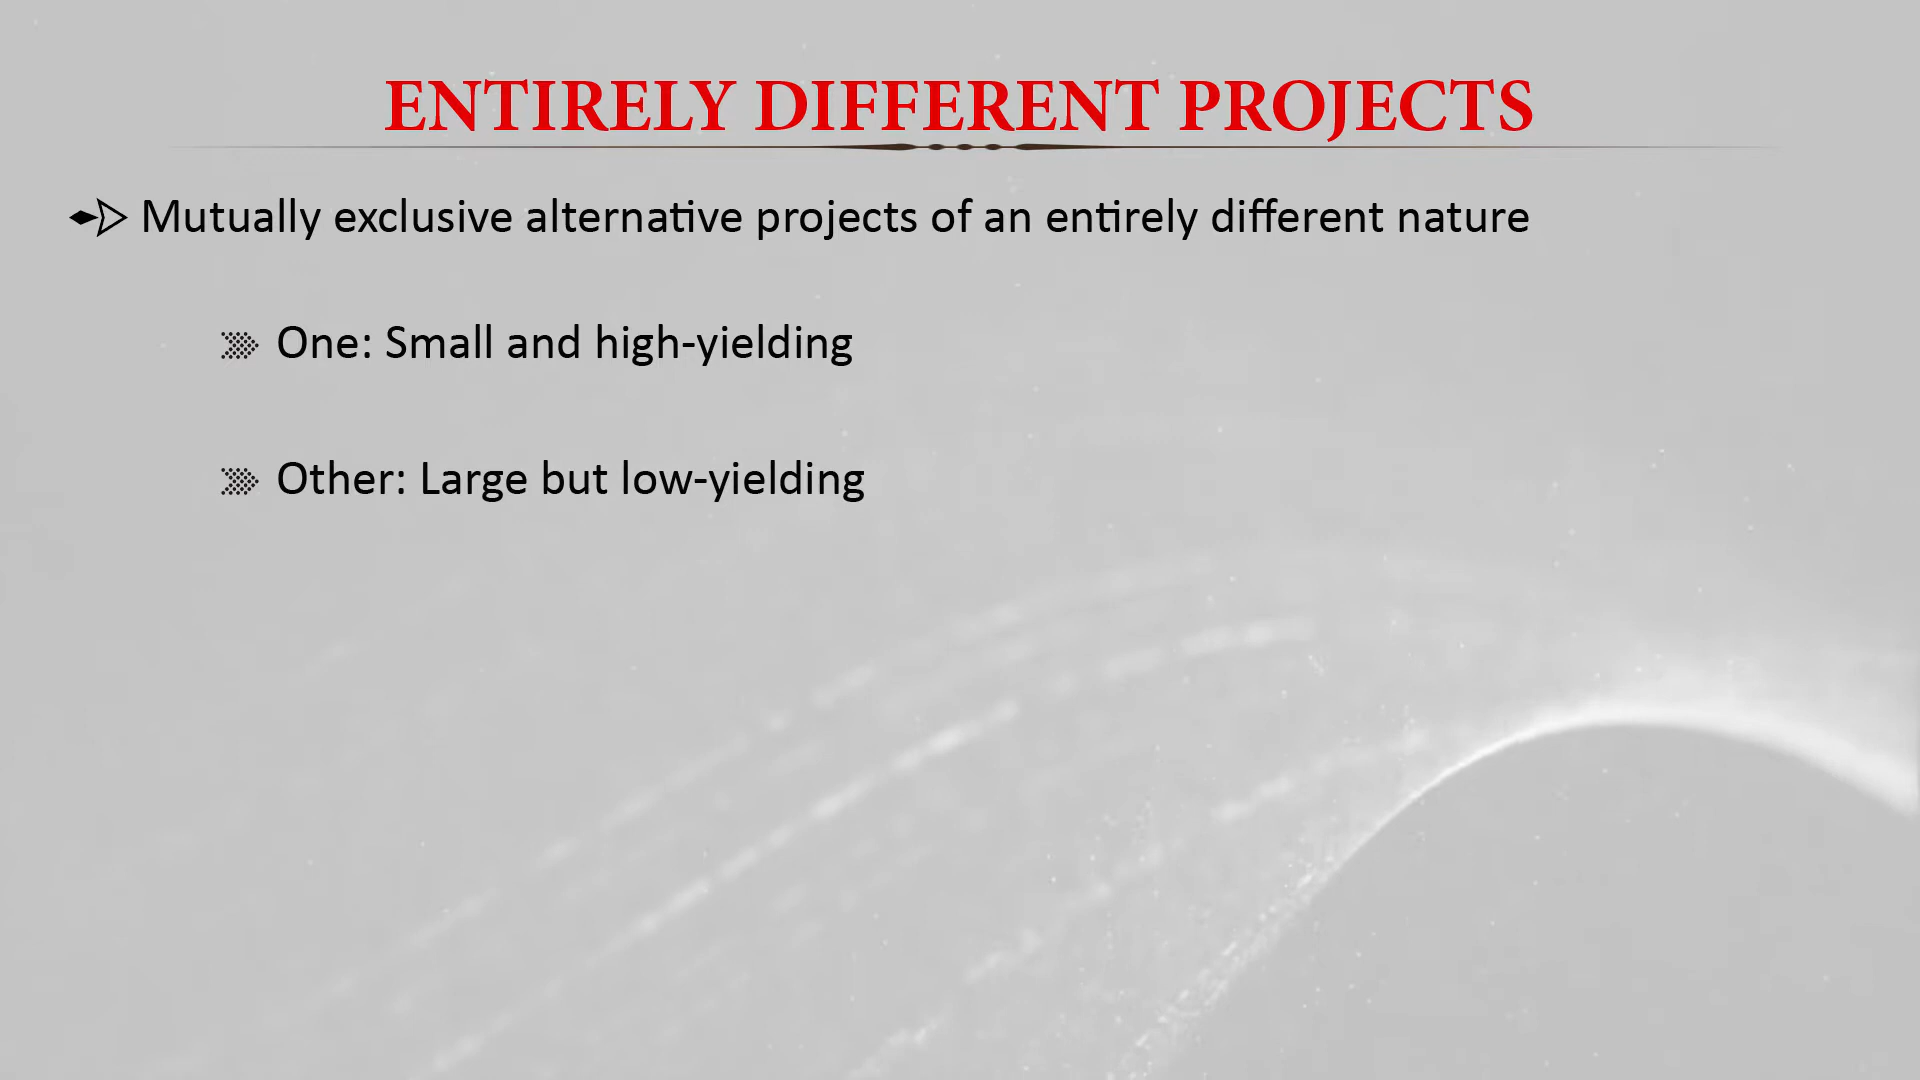 ENTIRELY DIFFERENT PROJECTS
Mutually exclusive alternative projects of an entirely different nature
One: Small and high-yielding
Other: Large but low-yielding